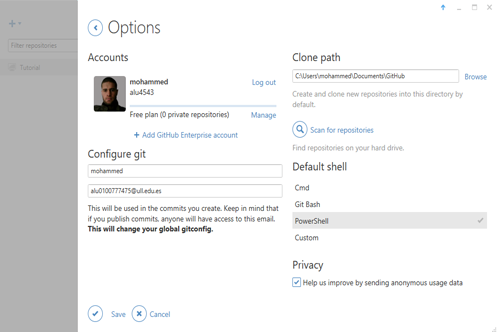 Options
Filter repositories
Tutorial
Accounts
mohammed
alu4543
Log out
Free plan (0 private repositories)
Manage
+ Add GitHub Enterprise account
Configure git
mohammed
alu0100777475@ull.edu.es
This will be used in the commits you create. Keep in mind that
if you publish commits, anyone will have access to this email.
This will change your global gitconfig.
Save
Cancel
Clone path
C:\Users\mohammed\Documents\GitHub
Browse
Create and clone new repositories into this directory by
default.
Scan for repositories
Find repositories on your hard drive.
Default shell
Cmd
Git Bash
PowerShell
Custom
Privacy
Help us improve by sending anonymous usage data